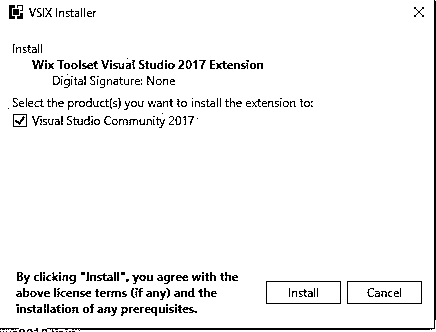 VSIX Installer
Install
Wix Toolset Visual Studio 2017 Extension
Digital Signature: None
Select the product(s) you want to install the extension to:
Visual Studio Community 2017
By clicking "Install", you agree with the
above license terms (if any) and the
installation of any prerequisites.
Install
Cancel